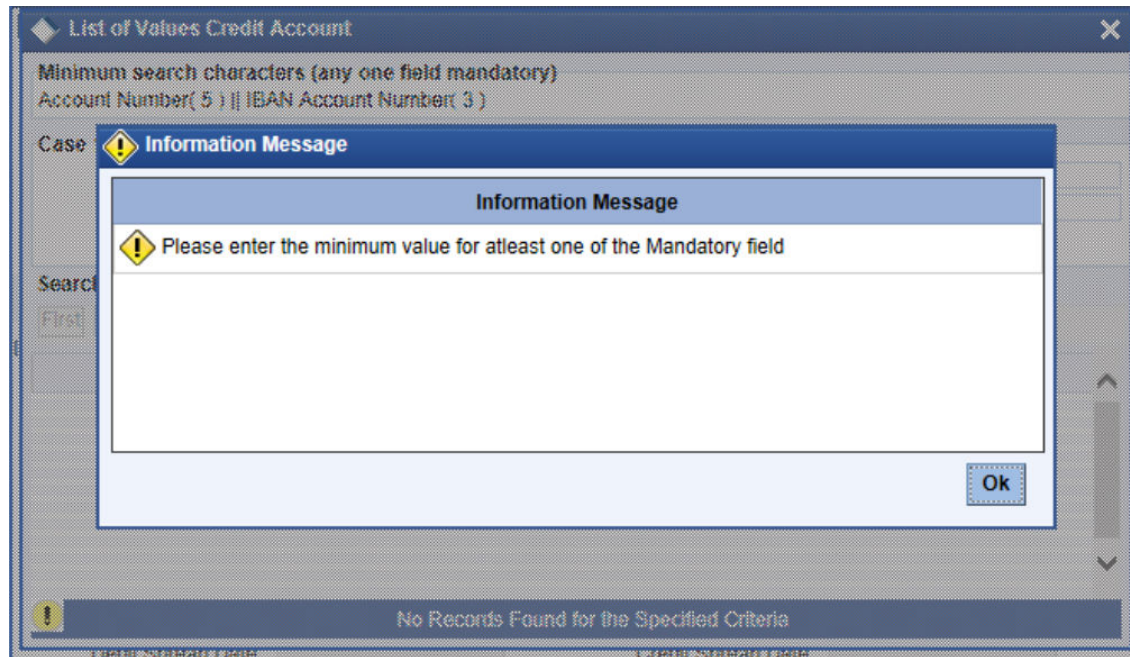 List of Values Credit Account
Minimum search characters (any one field mandatory)
Account Number( 5 ) || IBAN Account Number( 3 )
Case
Information Message
Information Message
Please enter the minimum value for atleast one of the Mandatory field
Search
First
Ok
No Records Found for the Specified Criteria